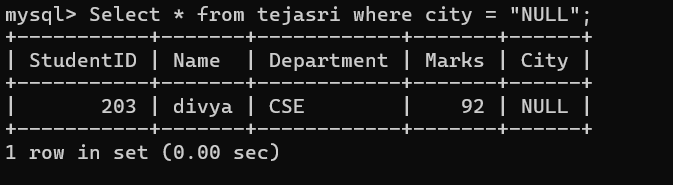 mysql> Select * from tejasri where city = "NULL";
+-----------+-------+------------+-------+------+
| StudentID | Name  | Department | Marks | City |
+-----------+-------+------------+-------+------+
|       203 | divya | CSE        |    92 | NULL |
+-----------+-------+------------+-------+------+
1 row in set (0.00 sec)